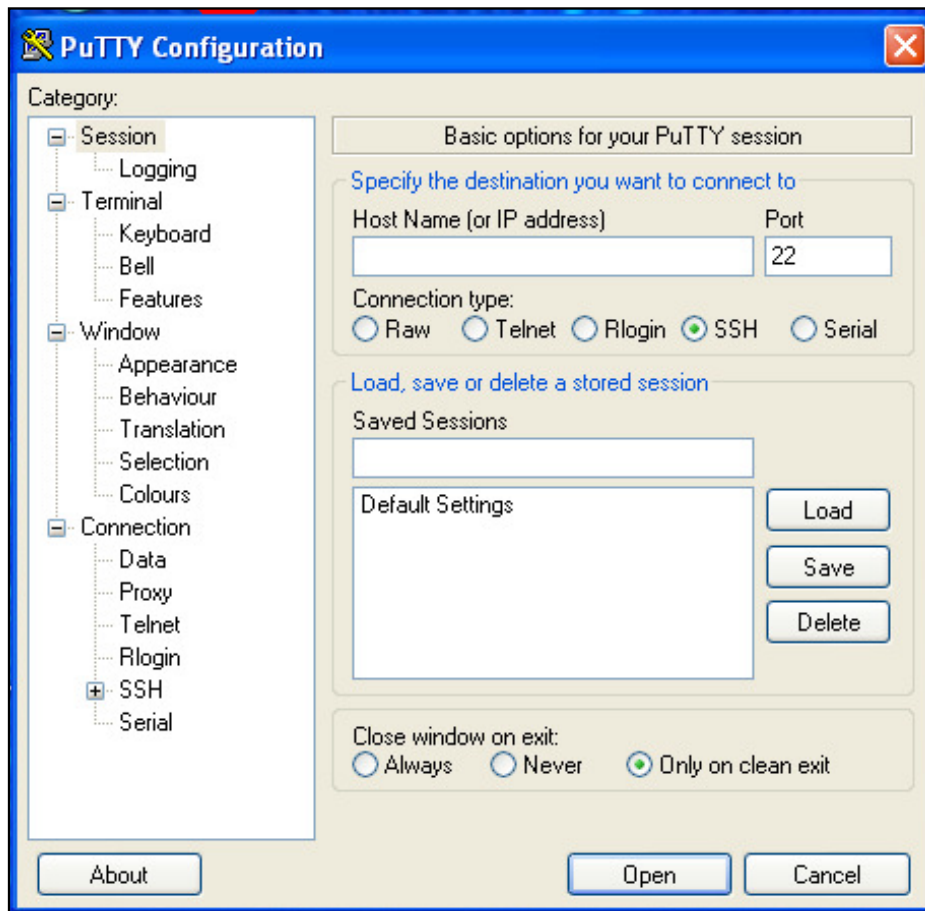 PuTTY Configuration
Category:
Session
Logging
Terminal
Keyboard
Bell
Features
Window
Appearance
Behaviour
Translation
Selection
Colours
Connection
Data
Proxy
Telnet
Rlogin
SSH
Serial
Basic options for your PuTTY session
Specify the destination you want to connect to
Host Name (or IP address) Port
22
Connection type:
Raw Telnet Rlogin SSH Serial
Load, save or delete a stored session
Saved Sessions
Default Settings
Load
Save
Delete
Close window on exit:
Always Never Only on clean exit
About Open Cancel